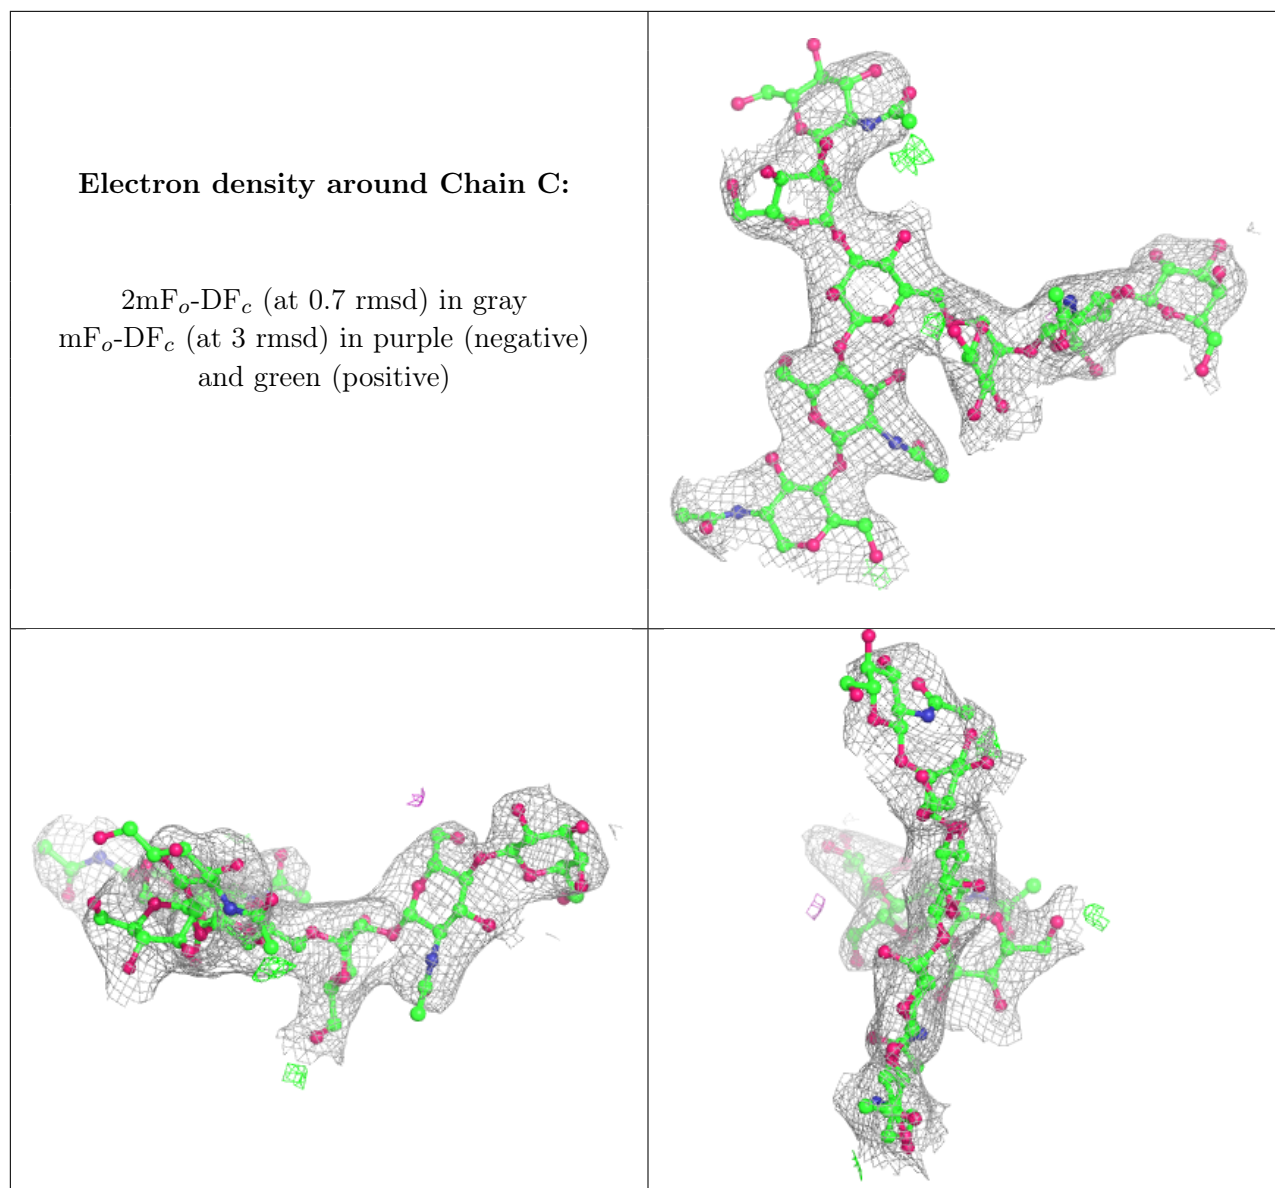 Electron density around Chain C:
2mFₒ-DF𝒸 (at 0.7 rmsd) in gray
mFₒ-DF𝒸 (at 3 rmsd) in purple (negative)
and green (positive)